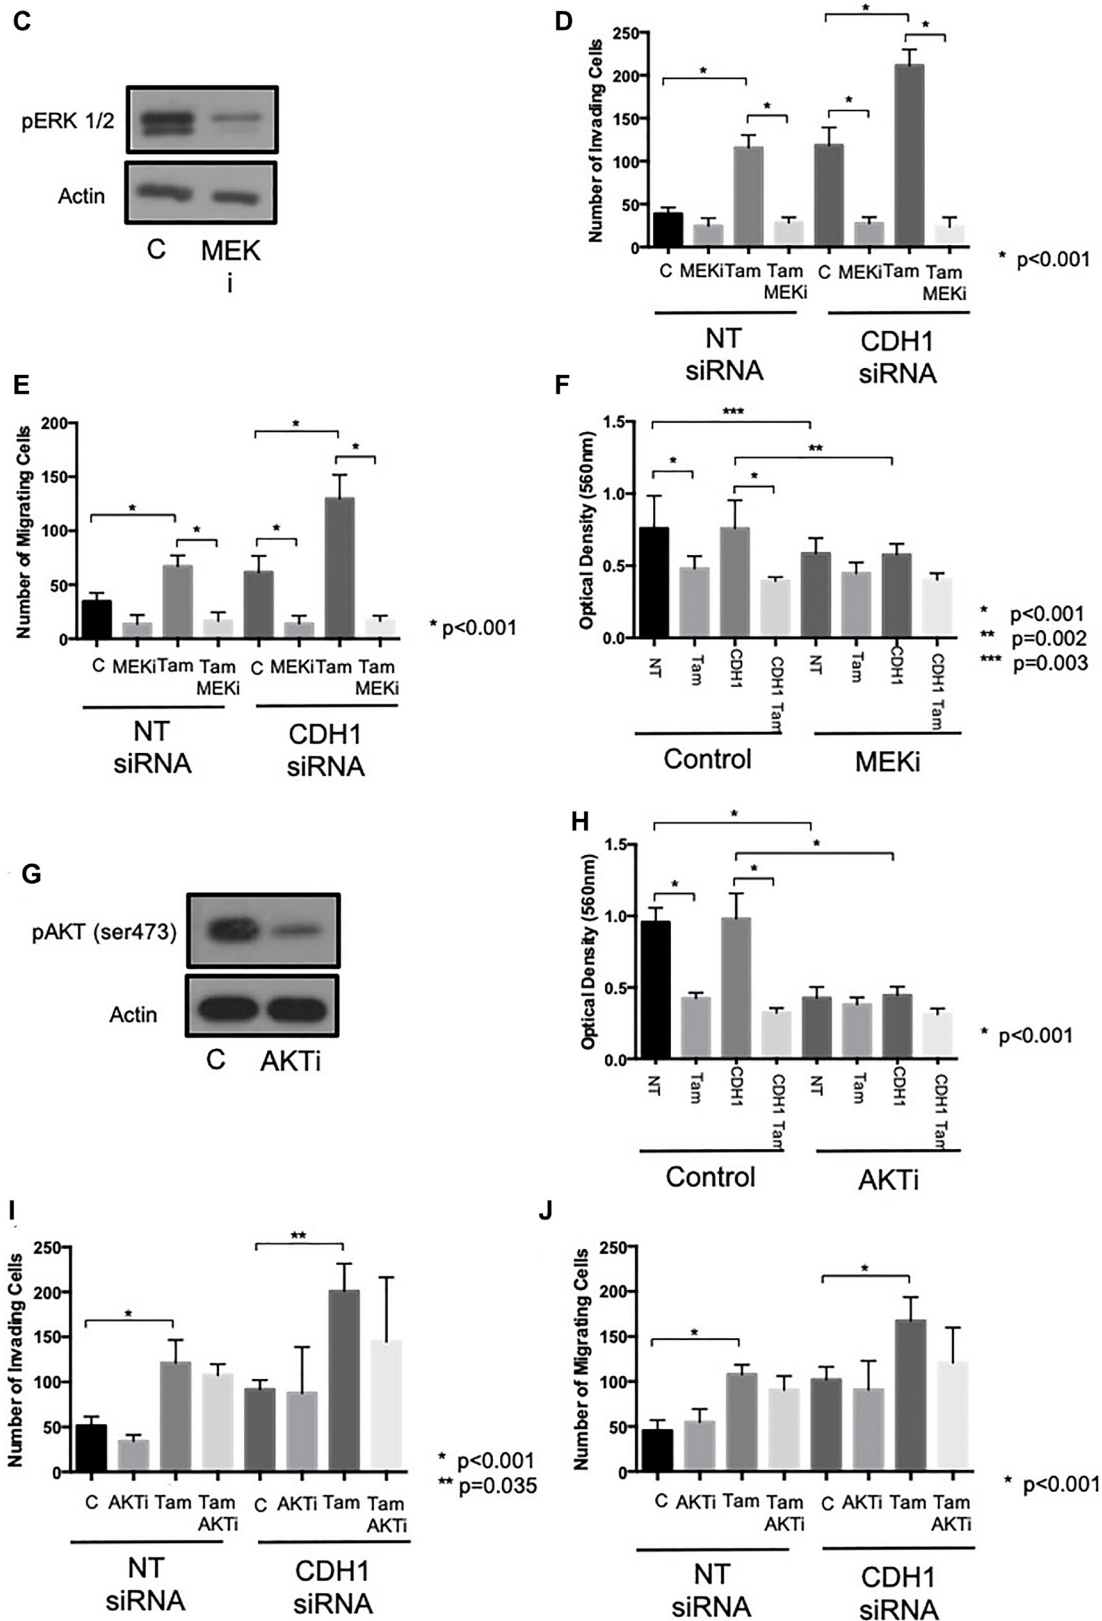 C
pERK 1/2
Actin
C MEK
i
D
Number of Invading Cells
250
200
150
100
50
0
* * * * * *
C MEKi Tam Tam C MEKi Tam Tam
MEKi MEKi
NT CDH1
siRNA siRNA
* p<0.001
E
Number of Migrating Cells
200
150
100
50
0
* * * * *
C MEKi Tam Tam C MEKi Tam Tam
MEKi MEKi
NT CDH1
siRNA siRNA
* p<0.001
F
Optical Density (560nm)
1.5
1.0
0.5
0.0
***
**
* *
NT Tam CDH1 CDH1 Tam NT Tam CDH1 CDH1 Tam
Control MEKi
* p<0.001
** p=0.002
*** p=0.003
G
pAKT (ser473)
Actin
C AKTi
H
Optical Density (560nm)
1.5
1.0
0.5
0.0
*
*
* *
NT Tam CDH1 CDH1 Tam NT Tam CDH1 CDH1 Tam
Control AKTi
* p<0.001
I
Number of Invading Cells
250
200
150
100
50
0
**
*
C AKTi Tam Tam C AKTi Tam Tam
AKTi AKTi
NT CDH1
siRNA siRNA
* p<0.001
** p=0.035
J
Number of Migrating Cells
250
200
150
100
50
0
*
*
C AKTi Tam Tam C AKTi Tam Tam
AKTi AKTi
NT CDH1
siRNA siRNA
* p<0.001